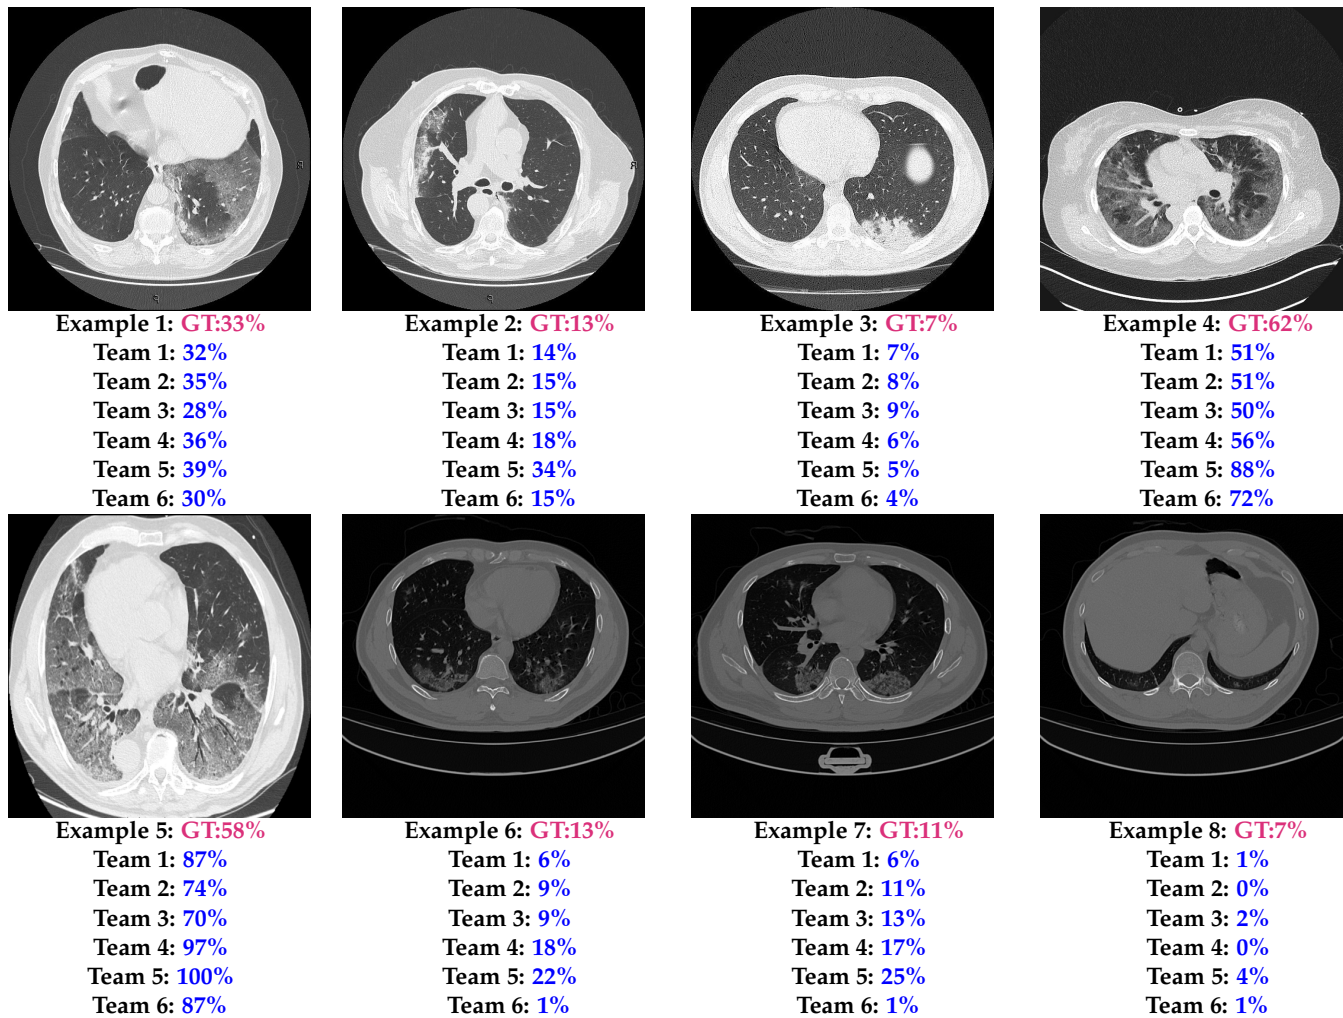 Example 1: GT:33%
Team 1: 32%
Team 2: 35%
Team 3: 28%
Team 4: 36%
Team 5: 39%
Team 6: 30%
Example 2: GT:13%
Team 1: 14%
Team 2: 15%
Team 3: 15%
Team 4: 18%
Team 5: 34%
Team 6: 15%
Example 3: GT:7%
Team 1: 7%
Team 2: 8%
Team 3: 9%
Team 4: 6%
Team 5: 5%
Team 6: 4%
Example 4: GT:62%
Team 1: 51%
Team 2: 51%
Team 3: 50%
Team 4: 56%
Team 5: 88%
Team 6: 72%
Example 5: GT:58%
Team 1: 87%
Team 2: 74%
Team 3: 70%
Team 4: 97%
Team 5: 100%
Team 6: 87%
Example 6: GT:13%
Team 1: 6%
Team 2: 9%
Team 3: 9%
Team 4: 18%
Team 5: 22%
Team 6: 1%
Example 7: GT:11%
Team 1: 6%
Team 2: 11%
Team 3: 13%
Team 4: 17%
Team 5: 25%
Team 6: 1%
Example 8: GT:7%
Team 1: 1%
Team 2: 0%
Team 3: 2%
Team 4: 0%
Team 5: 4%
Team 6: 1%